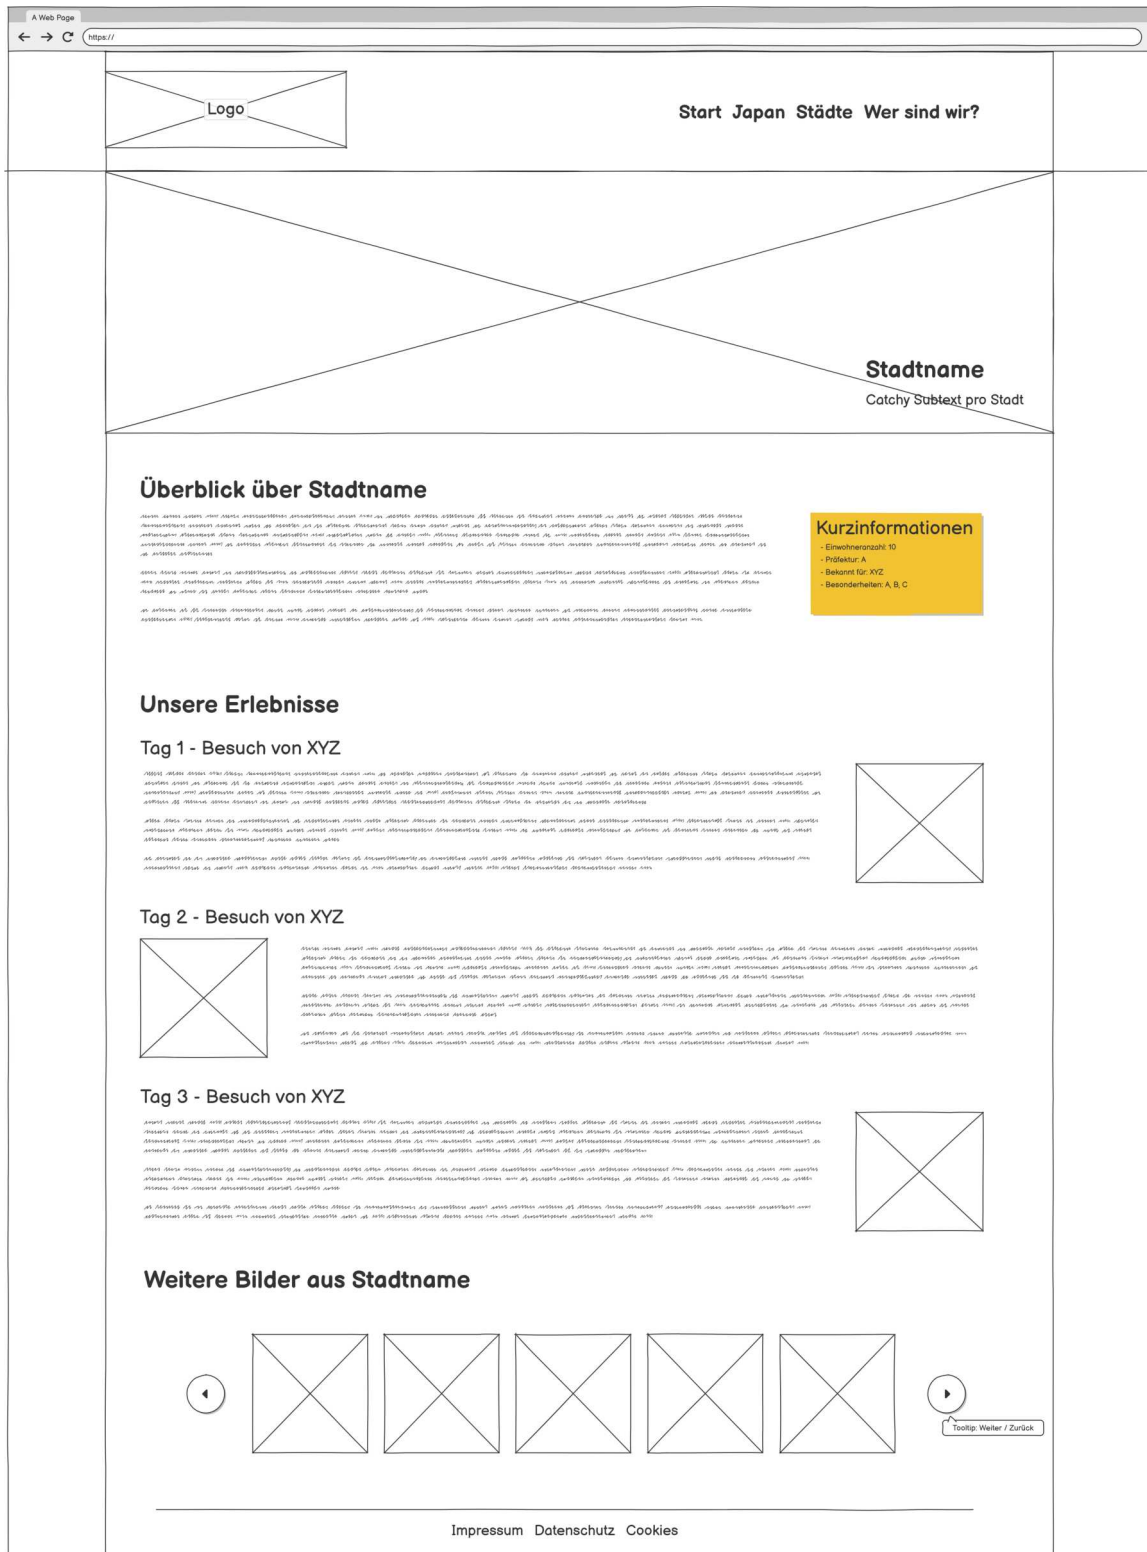 A Web Page
https://
Logo
Start Japan Städte Wer sind wir?
Stadtname
Catchy Subtext pro Stadt
Überblick über Stadtname
Kurzinformationen
- Einwohneranzahl: 10
- Präfektur: A
- Bekannt für: XYZ
- Besonderheiten: A, B, C
Unsere Erlebnisse
Tag 1 - Besuch von XYZ
Tag 2 - Besuch von XYZ
Tag 3 - Besuch von XYZ
Weitere Bilder aus Stadtname
Tooltip: Weiter / Zurück
Impressum Datenschutz Cookies